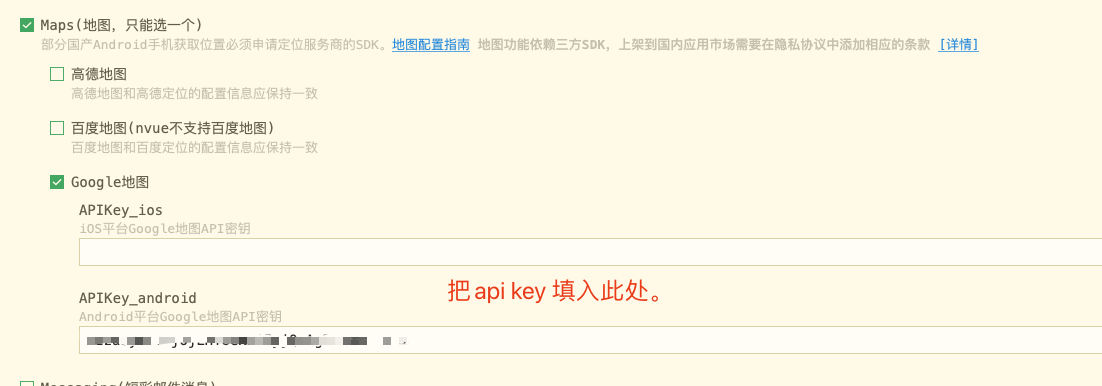 Maps(地图，只能选一个)
部分国产Android手机获取位置必须申请定位服务商的SDK。地图配置指南 地图功能依赖三方SDK，上架到国内应用市场需要在隐私协议中添加相应的条款 [详情]
高德地图
高德地图和高德定位的配置信息应保持一致
百度地图(nvue不支持百度地图)
百度地图和百度定位的配置信息应保持一致
Google地图
APIKey_ios
iOS平台Google地图API密钥
把 api key 填入此处。
APIKey_android
Android平台Google地图API密钥
Messaging(短彩邮件消息)